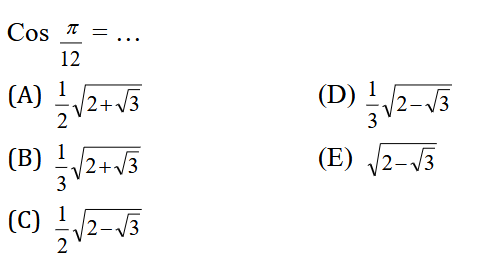 Cos π/12 = ...
(A) 1/2 √(2+√3)
(B) 1/3 √(2+√3)
(C) 1/2 √(2−√3)
(D) 1/3 √(2−√3)
(E) √(2−√3)